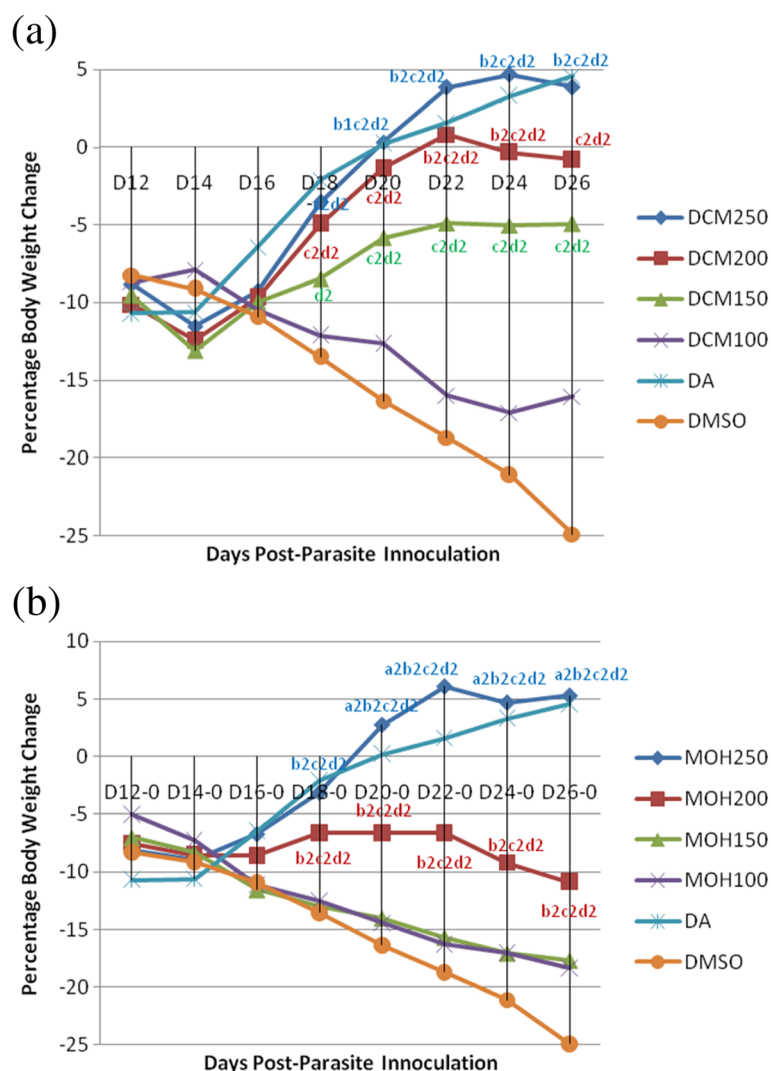 (a)
Percentage Body Weight Change
5
0
-5
-10
-15
-20
-25
D12
D14
D16
D18
D20
D22
D24
D26
b1c2d2
b2c2d2
b2c2d2
b2c2d2
c2d2
c2d2
b2c2d2
b2c2d2
c2d2
c2
c2d2
c2d2
c2d2
c2d2
Days Post-Parasite Innoculation
DCM250
DCM200
DCM150
DCM100
DA
DMSO
(b)
Percentage Body Weight Change
10
5
0
-5
-10
-15
-20
-25
D12-0
D14-0
D16-0
D18-0
D20-0
D22-0
D24-0
D26-0
b2c2d2
a2b2c2d2
a2b2c2d2
a2b2c2d2
a2b2c2d2
b2c2d2
b2c2d2
b2c2d2
b2c2d2
b2c2d2
Days Post-Parasite Innoculation
MOH250
MOH200
MOH150
MOH100
DA
DMSO